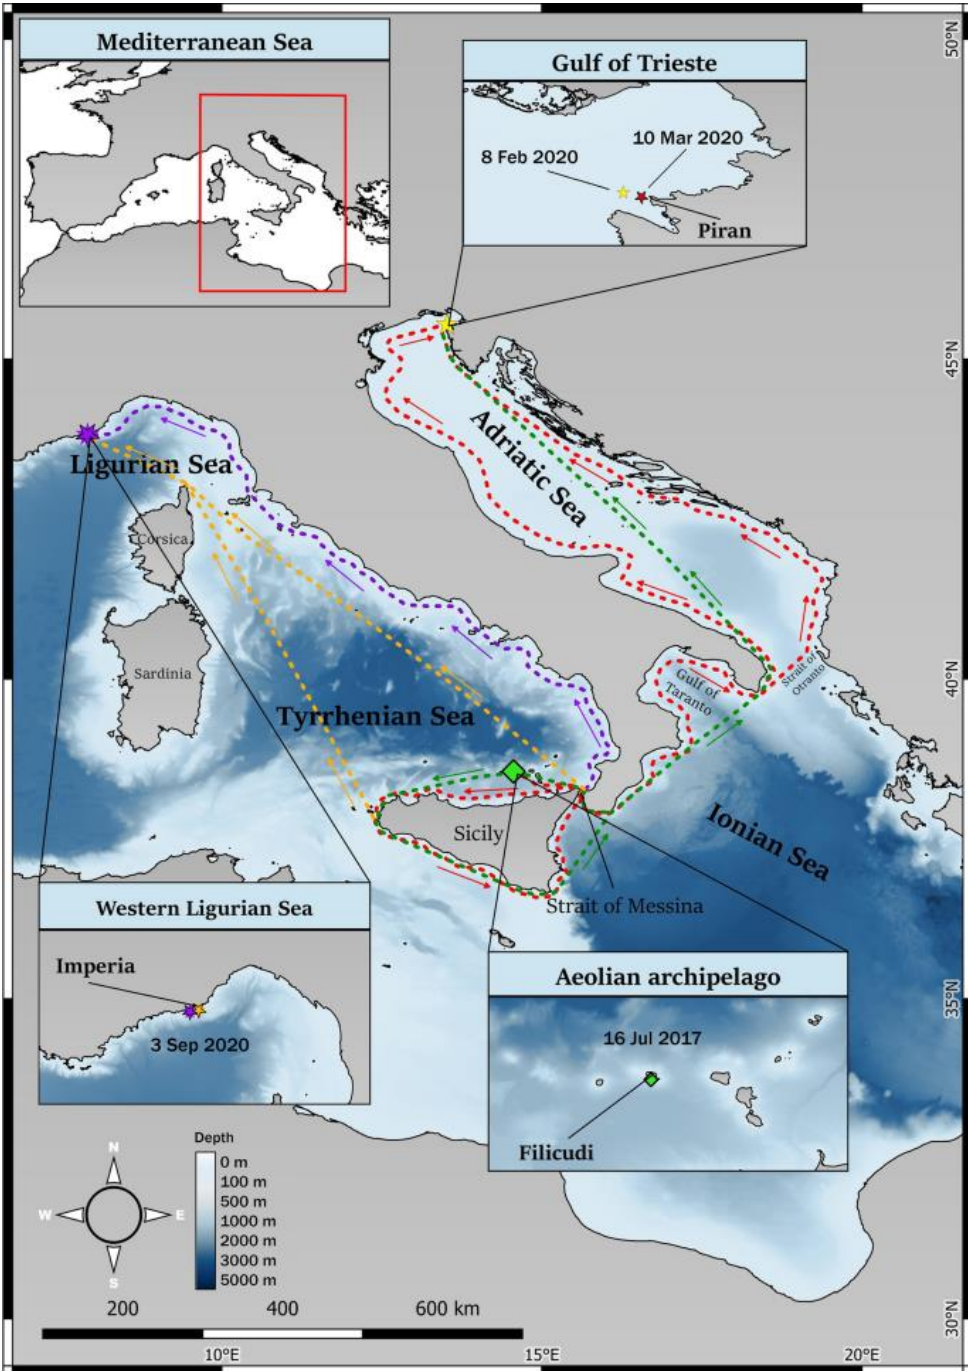 Mediterranean Sea
Gulf of Trieste
8 Feb 2020
10 Mar 2020
Piran
50°N
45°N
40°N
35°N
30°N
Adriatic Sea
Ligurian Sea
Corsica
Sardinia
Tyrrhenian Sea
Gulf of
Taranto
Strait of
Otranto
Ionian Sea
Sicily
Strait of Messina
Western Ligurian Sea
Imperia
3 Sep 2020
Aeolian archipelago
16 Jul 2017
Filicudi
N
W
E
S
Depth
0 m
100 m
500 m
1000 m
2000 m
3000 m
5000 m
200
400
600 km
10°E
15°E
20°E